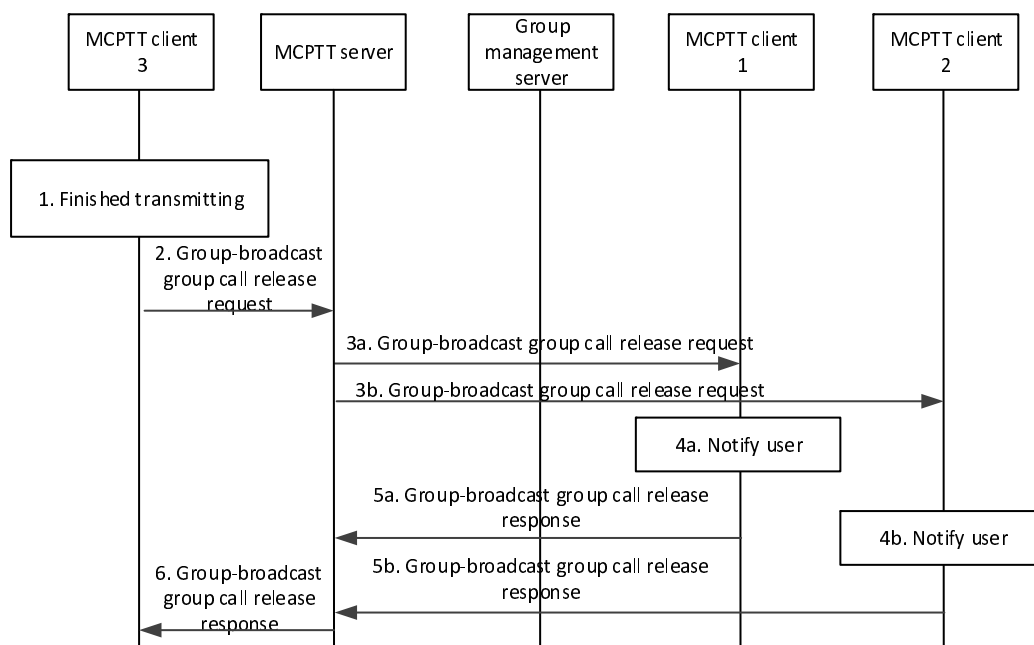 MCPTT client
3
MCPTT server
Group
management
server
MCPTT client
1
MCPTT client
2
1. Finished transmitting
2. Group-broadcast
group call release
request
3a. Group-broadcast group call release request
3b. Group-broadcast group call release request
4a. Notify user
5a. Group-broadcast group call release
response
4b. Notify user
5b. Group-broadcast group call release
response
6. Group-broadcast
group call release
response